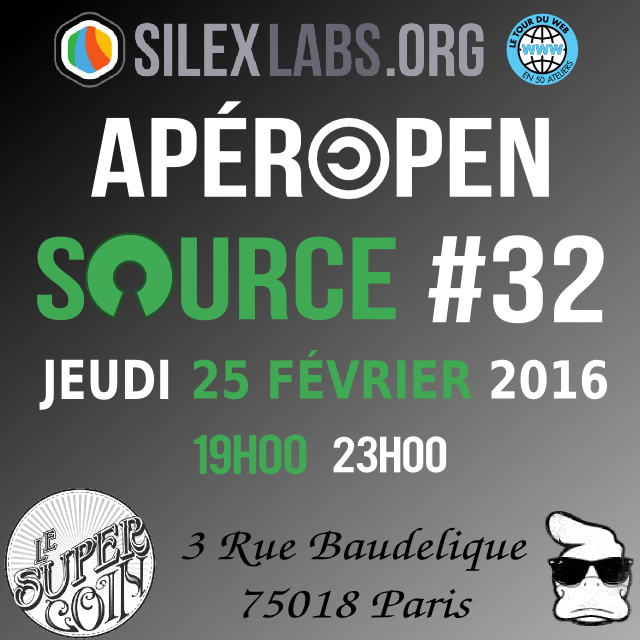 SILEXLABS.ORG
LE TOUR DU WEB
WWW
EN 50 ATELIERS
APÉROPEN
SOURCE #32
JEUDI 25 FÉVRIER 2016
19H00 23H00
LE
SUPER
COIN
3 Rue Baudelique
75018 Paris